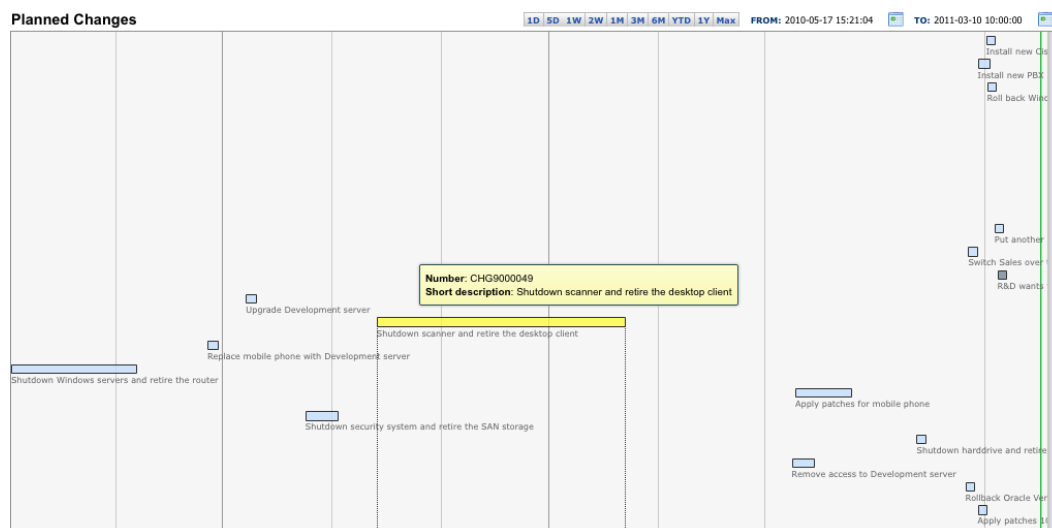 Planned Changes
1D 5D 1W 2W 1M 3M 6M YTD 1Y Max FROM: 2010-05-17 15:21:04 TO: 2011-03-10 10:00:00
Install new Cis
Install new PBX
Roll back Wind
Put another
Switch Sales over
R&D wants
Number: CHG9000049
Short description: Shutdown scanner and retire the desktop client
Upgrade Development server
Shutdown scanner and retire the desktop client
Replace mobile phone with Development server
Shutdown Windows servers and retire the router
Apply patches for mobile phone
Shutdown security system and retire the SAN storage
Shutdown harddrive and retire
Remove access to Development server
Rollback Oracle Ver
Apply patches